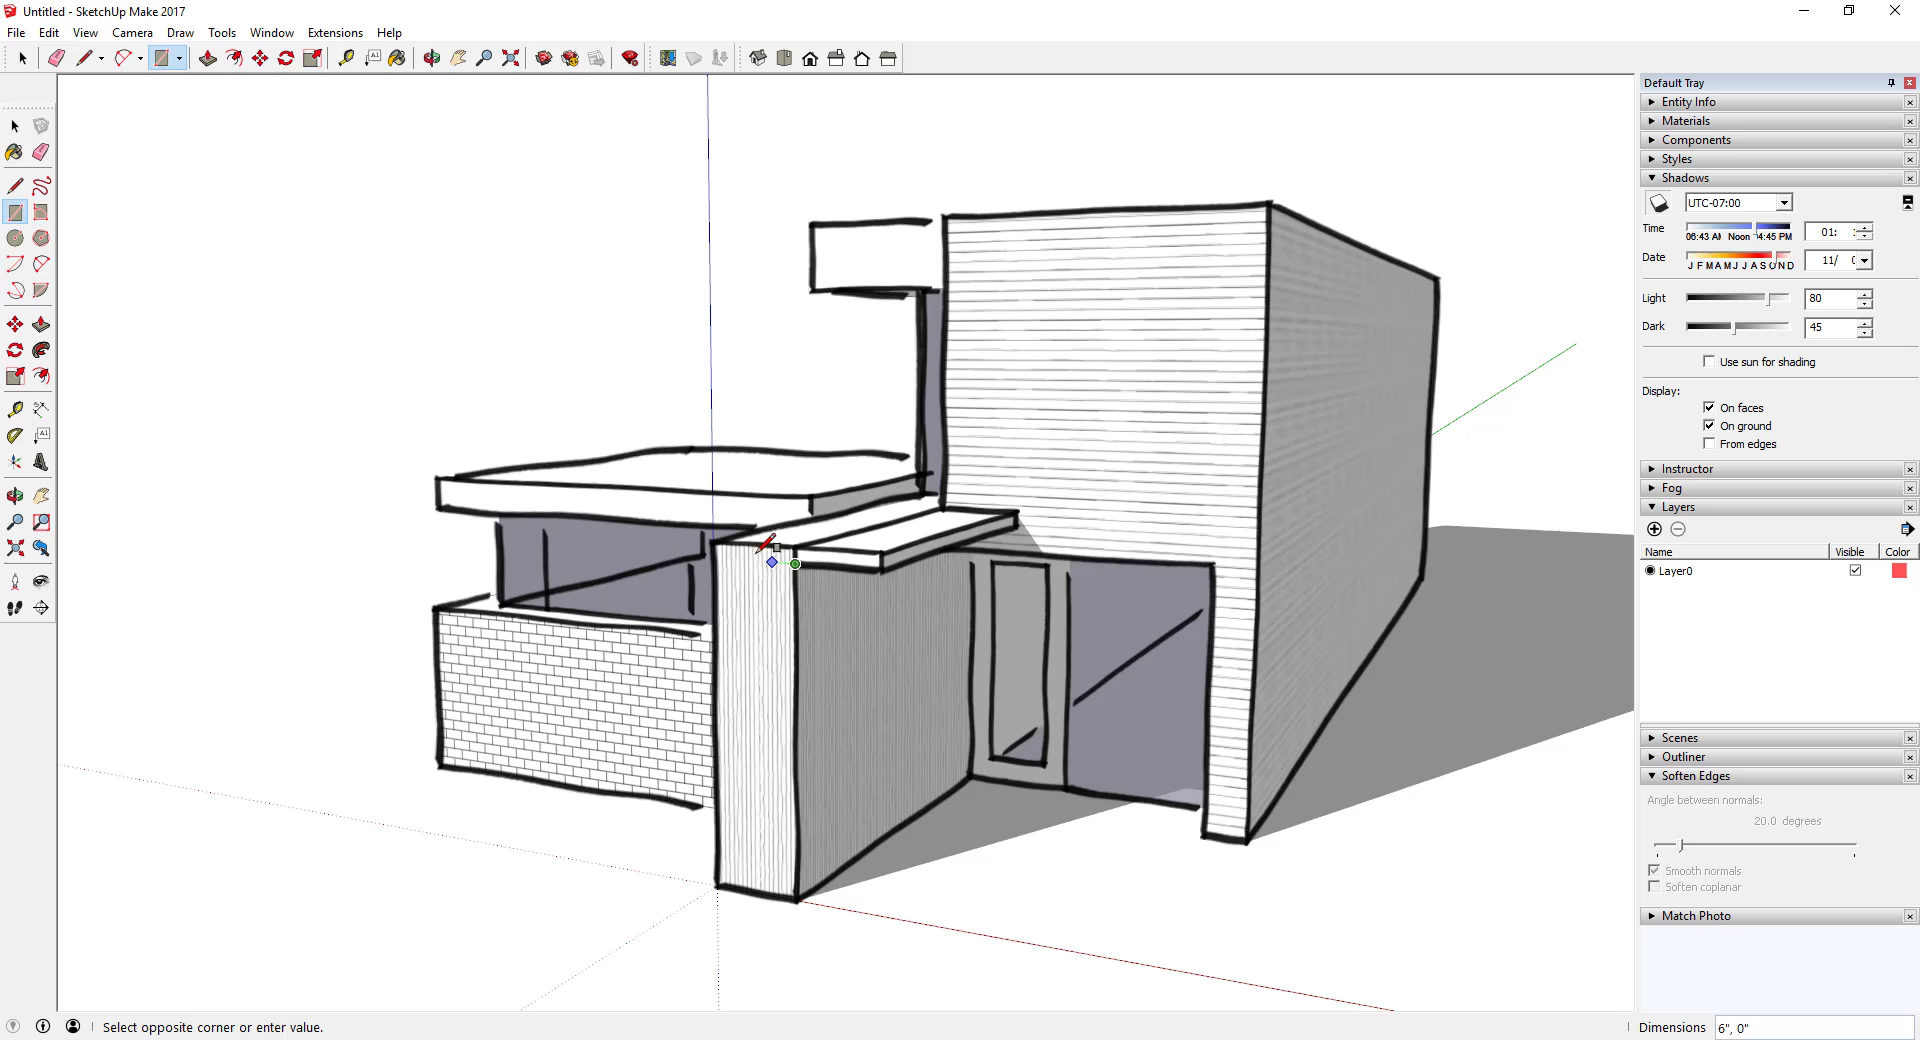 Untitled - SketchUp Make 2017
File Edit View Camera Draw Tools Window Extensions Help
Default Tray
Entity Info
Materials
Components
Styles
Shadows
UTC-07:00
Time
06:43 AM Noon 04:45 PM
01:
Date
J F M A M J J A S O N D
11/
Light
80
Dark
45
Use sun for shading
Display:
On faces
On ground
From edges
Instructor
Fog
Layers
Name Visible Color
Layer0
Scenes
Outliner
Soften Edges
Angle between normals:
20.0 degrees
Smooth normals
Soften coplanar
Match Photo
Select opposite corner or enter value.
Dimensions 6", 0"